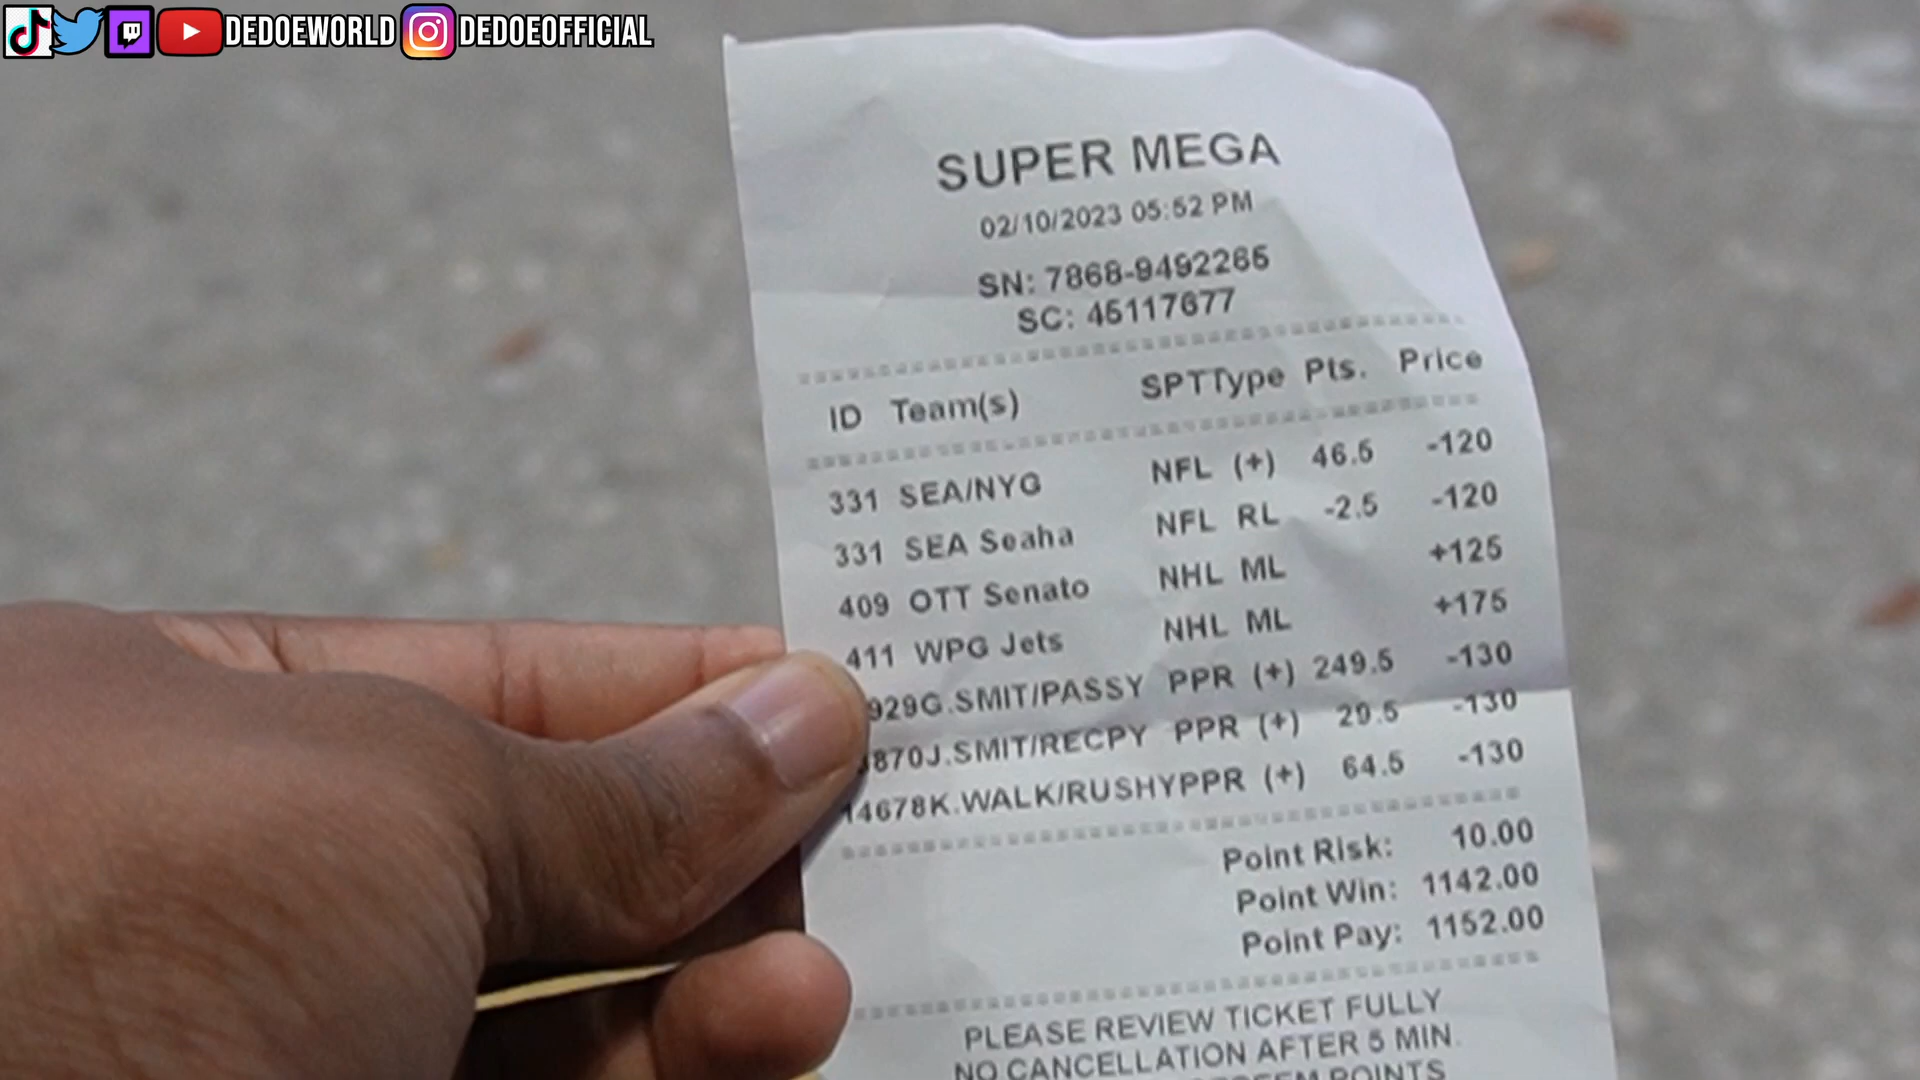 DEDOEWORLD DEDOEOFFICIAL
SUPER MEGA
02/10/2023 05:52 PM
SN: 7868-9492265
SC: 45117677
ID Team(s) SPTType Pts. Price
331 SEA/NYG NFL (+) 46.5 -120
331 SEA Seaha NFL RL -2.5 -120
409 OTT Senato NHL ML +125
411 WPG Jets NHL ML +175
929G.SMIT/PASSY PPR (+) 249.5 -130
870J.SMIT/RECPY PPR (+) 29.5 -130
14678K.WALK/RUSHYPPR (+) 64.5 -130
Point Risk: 10.00
Point Win: 1142.00
Point Pay: 1152.00
PLEASE REVIEW TICKET FULLY
NO CANCELLATION AFTER 5 MIN.
POINTS